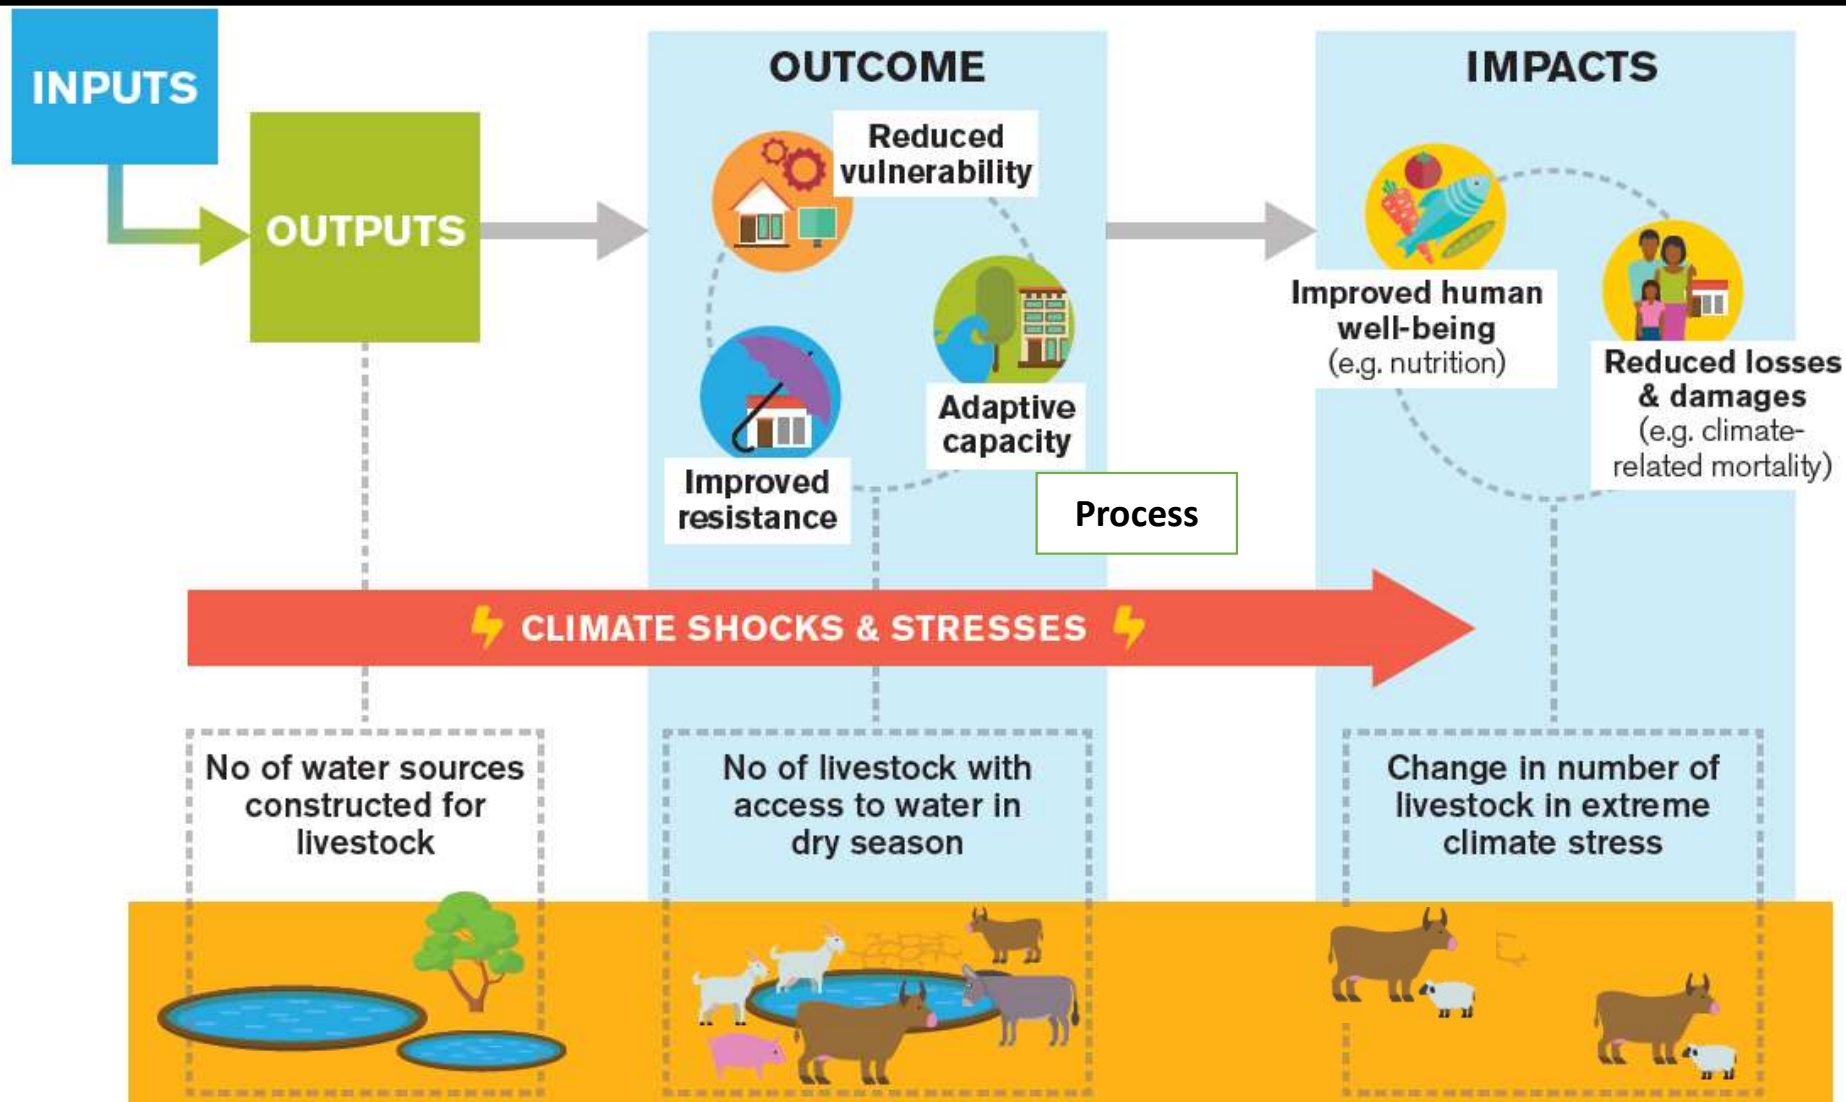 INPUTS
OUTPUTS
OUTCOME
Reduced
vulnerability
Adaptive
capacity
Improved
resistance
Process
IMPACTS
Improved human
well-being
(e.g. nutrition)
Reduced losses
& damages
(e.g. climate-
related mortality)
CLIMATE SHOCKS & STRESSES
No of water sources
constructed for
livestock
No of livestock with
access to water in
dry season
Change in number of
livestock in extreme
climate stress